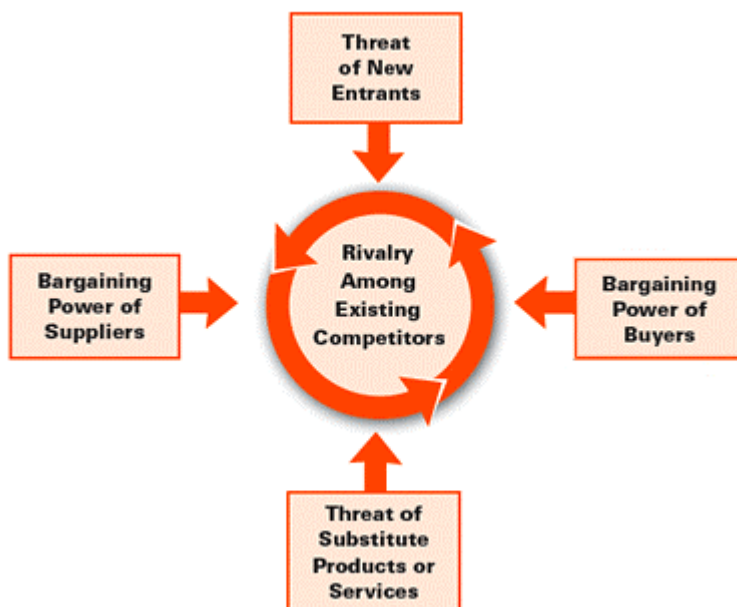 Threat
of New
Entrants
Bargaining
Power of
Suppliers
Rivalry
Among
Existing
Competitors
Bargaining
Power of
Buyers
Threat of
Substitute
Products or
Services